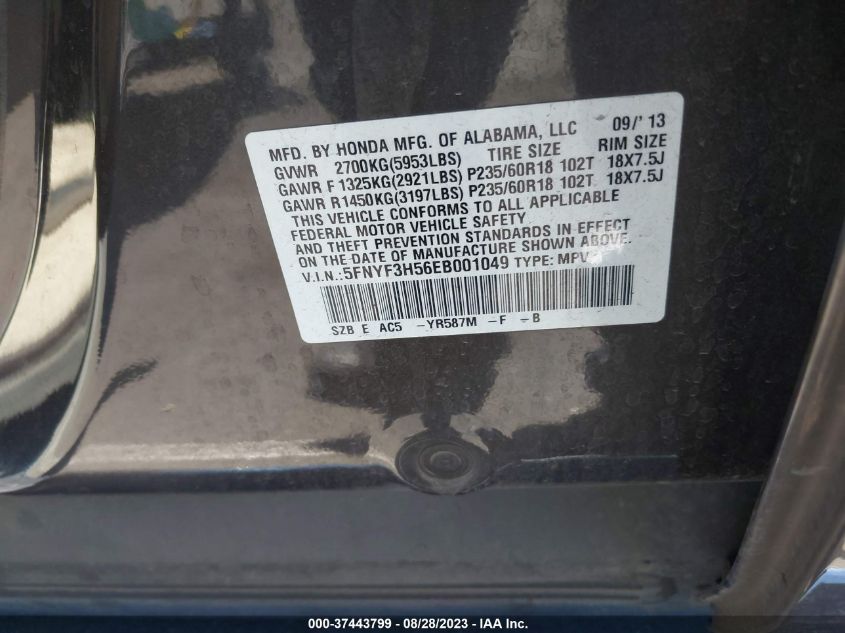 MFD. BY HONDA MFG. OF ALABAMA, LLC 09/' 13
GVWR 2700KG(5953LBS) TIRE SIZE RIM SIZE
GAWR F 1325KG(2921LBS) P235/60R18 102T 18X7.5J
GAWR R1450KG(3197LBS) P235/60R18 102T 18X7.5J
THIS VEHICLE CONFORMS TO ALL APPLICABLE
FEDERAL MOTOR VEHICLE SAFETY
AND THEFT PREVENTION STANDARDS IN EFFECT
ON THE DATE OF MANUFACTURE SHOWN ABOVE.
V.I.N.: 5FNYF3H56EB001049 TYPE: MPV
SZB E AC5 -YR587M -F -B
000-37443799 | 08/28/2023 - IAA Inc.